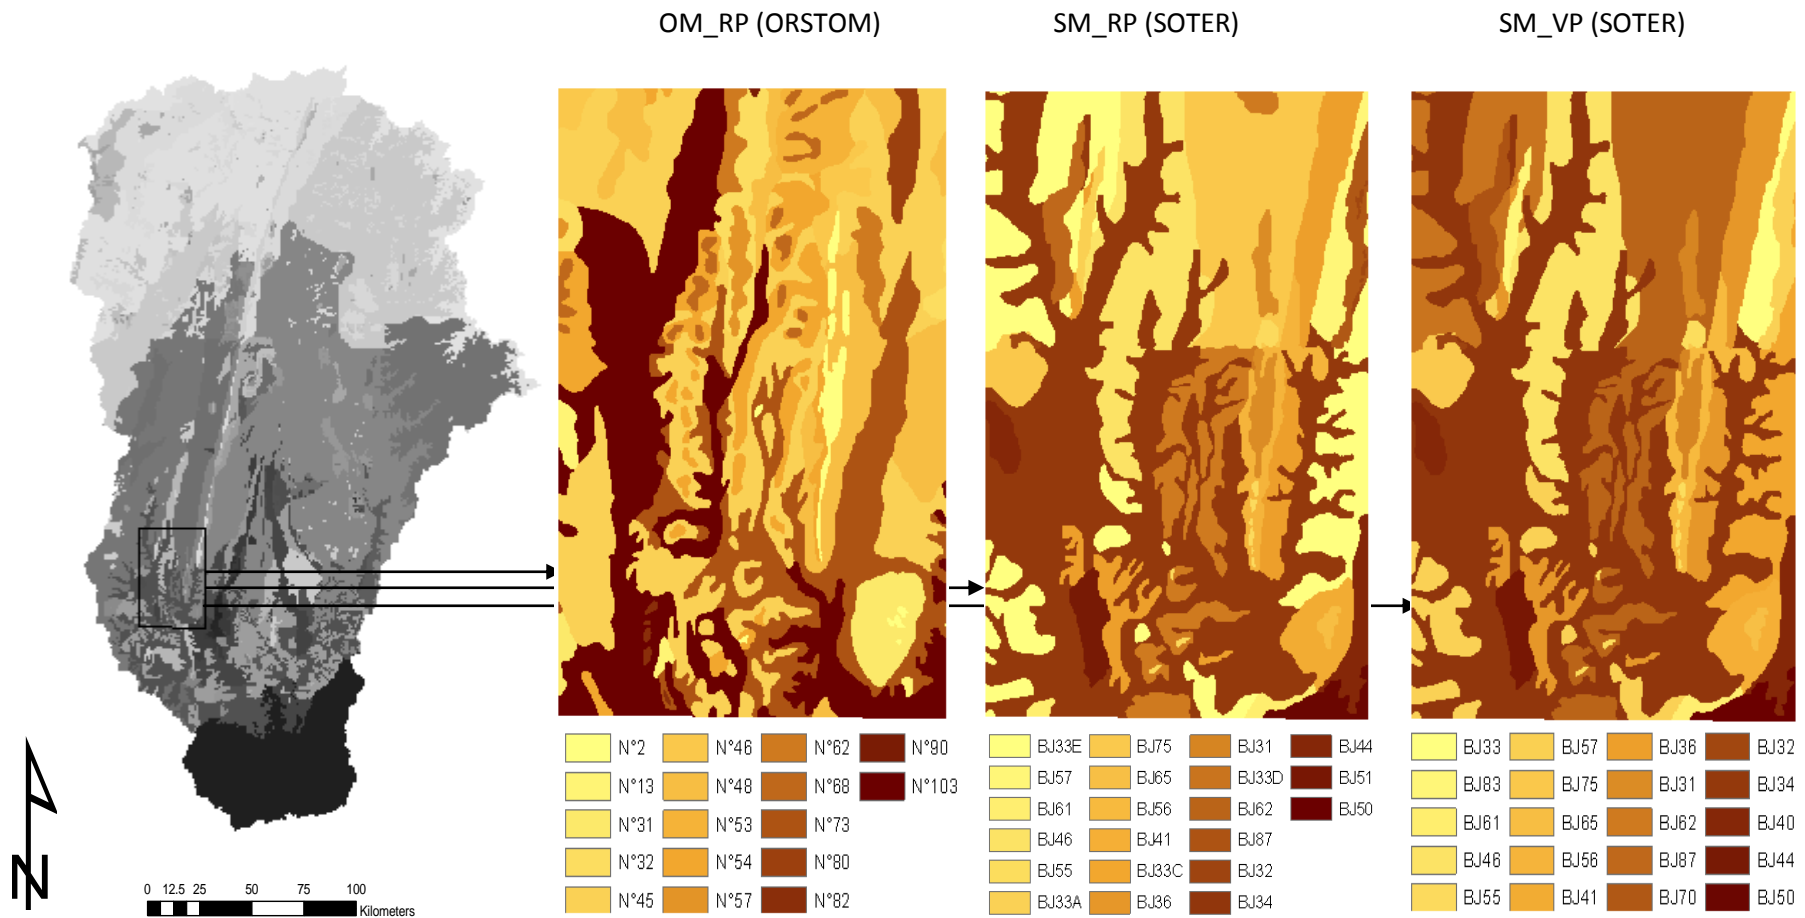 OM_RP (ORSTOM) SM_RP (SOTER) SM_VP (SOTER)
N°2 N°46 N°62 N°90
N°13 N°48 N°68 N°103
N°31 N°53 N°73
N°32 N°54 N°80
N°45 N°57 N°82
BJ33E BJ75 BJ31 BJ44
BJ57 BJ65 BJ33D BJ51
BJ61 BJ56 BJ62 BJ50
BJ46 BJ41 BJ87
BJ55 BJ33C BJ32
BJ33A BJ36 BJ34
BJ33 BJ57 BJ36 BJ32
BJ83 BJ75 BJ31 BJ34
BJ61 BJ65 BJ62 BJ40
BJ46 BJ56 BJ87 BJ44
BJ55 BJ41 BJ70 BJ50
N
0 12.5 25 50 75 100
Kilometers